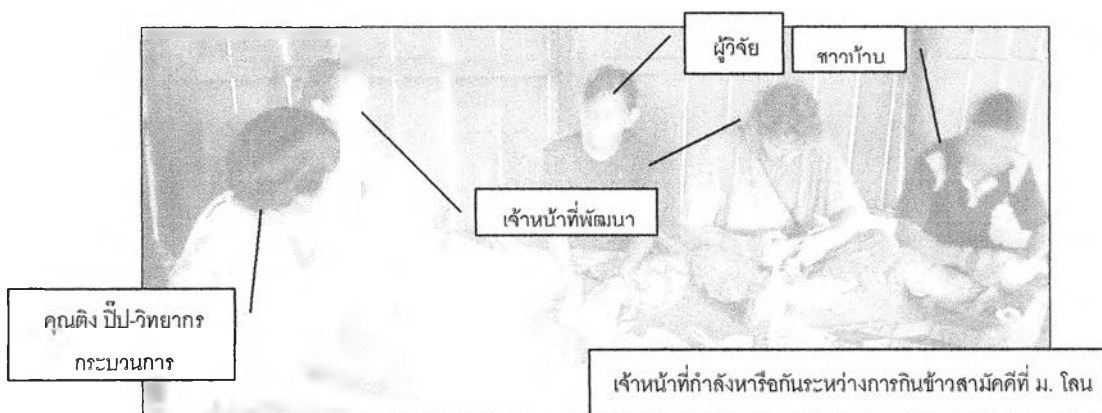 ผู้วิจัย
ชาวบ้าน
เจ้าหน้าที่พัฒนา
คุณติง ปิ๊ป-วิทยากร
กระบวนการ
เจ้าหน้าที่กำลังหารือกันระหว่างการกินข้าวสามัคคีที่ ม. โลน